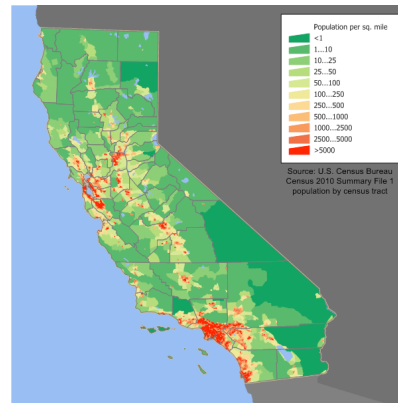 Population per sq. mile
<1
1...10
10...25
25...50
50...100
100...250
250...500
500...1000
1000...2500
2500...5000
>5000
Source: U.S. Census Bureau
Census 2010 Summary File 1
population by census tract